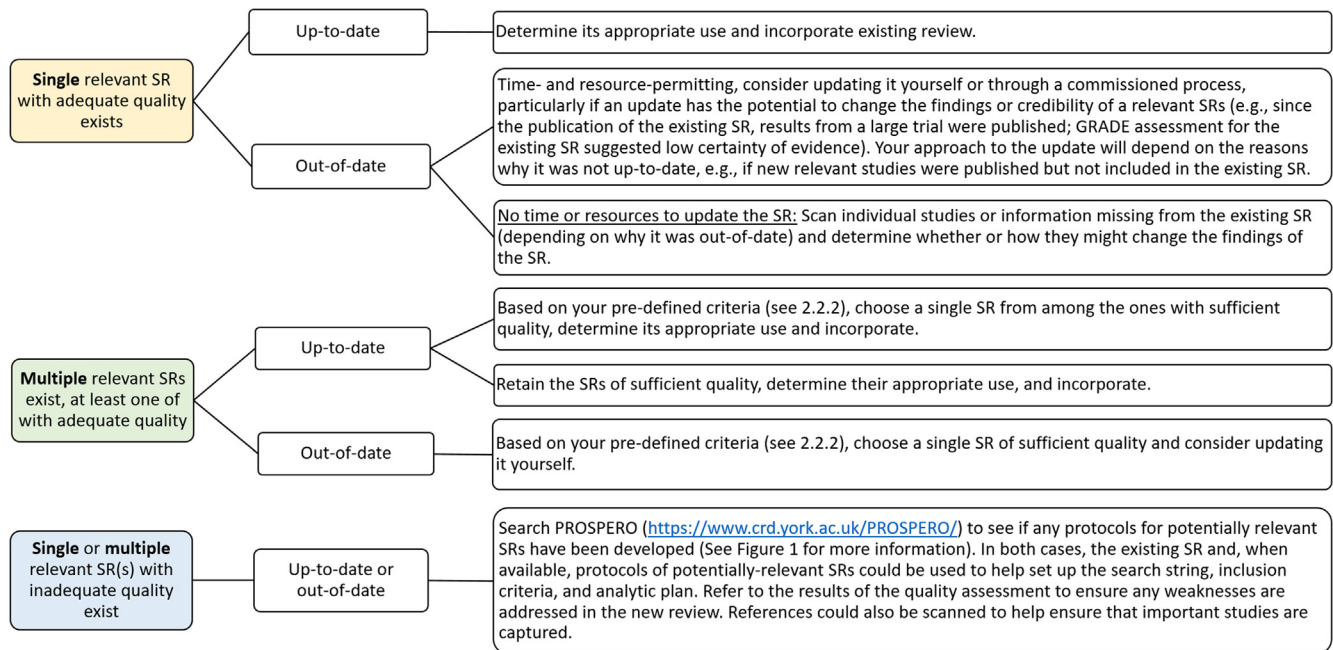 Single relevant SR
with adequate quality
exists
Up-to-date
Determine its appropriate use and incorporate existing review.
Out-of-date
Time- and resource-permitting, consider updating it yourself or through a commissioned process,
particularly if an update has the potential to change the findings or credibility of a relevant SRs (e.g., since
the publication of the existing SR, results from a large trial were published; GRADE assessment for the
existing SR suggested low certainty of evidence). Your approach to the update will depend on the reasons
why it was not up-to-date, e.g., if new relevant studies were published but not included in the existing SR.
No time or resources to update the SR: Scan individual studies or information missing from the existing SR
(depending on why it was out-of-date) and determine whether or how they might change the findings of
the SR.
Multiple relevant SRs
exist, at least one of
with adequate quality
Up-to-date
Based on your pre-defined criteria (see 2.2.2), choose a single SR from among the ones with sufficient
quality, determine its appropriate use and incorporate.
Retain the SRs of sufficient quality, determine their appropriate use, and incorporate.
Out-of-date
Based on your pre-defined criteria (see 2.2.2), choose a single SR of sufficient quality and consider updating
it yourself.
Single or multiple
relevant SR(s) with
inadequate quality
exist
Up-to-date or
out-of-date
Search PROSPERO (https://www.crd.york.ac.uk/PROSPERO/) to see if any protocols for potentially relevant
SRs have been developed (See Figure 1 for more information). In both cases, the existing SR and, when
available, protocols of potentially-relevant SRs could be used to help set up the search string, inclusion
criteria, and analytic plan. Refer to the results of the quality assessment to ensure any weaknesses are
addressed in the new review. References could also be scanned to help ensure that important studies are
captured.